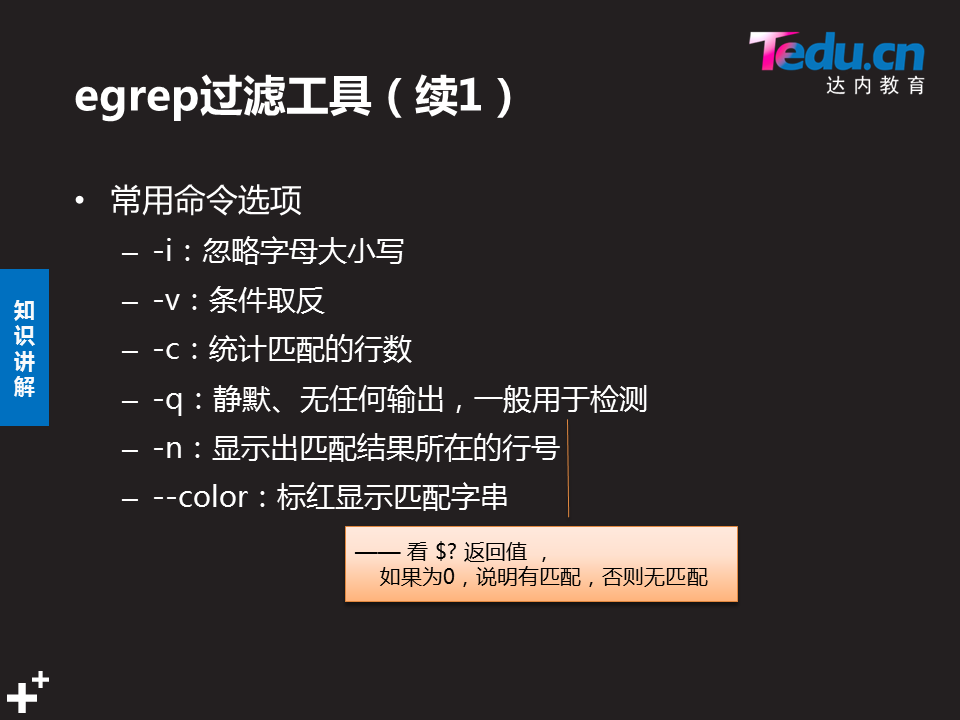 Tedu.cn
达内教育
egrep过滤工具（续1）
• 常用命令选项
– -i：忽略字母大小写
– -v：条件取反
– -c：统计匹配的行数
– -q：静默、无任何输出，一般用于检测
– -n：显示出匹配结果所在的行号
– --color：标红显示匹配字串
知识讲解
—— 看 $? 返回值 ，
如果为0，说明有匹配，否则无匹配